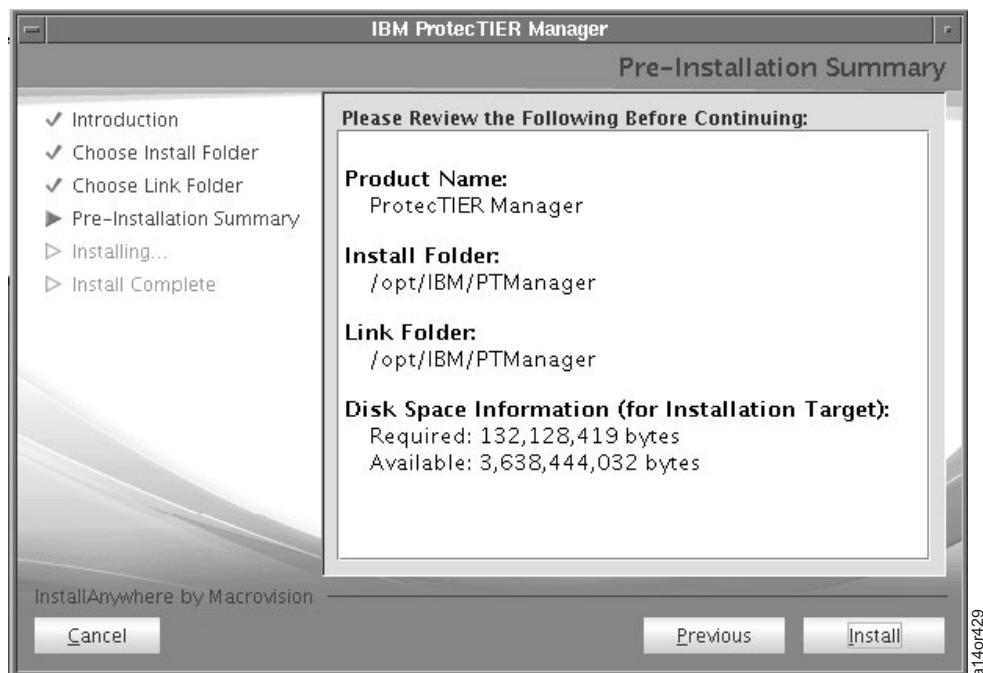 IBM ProtecTIER Manager
Pre-Installation Summary
Introduction
Choose Install Folder
Choose Link Folder
Pre-Installation Summary
Installing...
Install Complete
Please Review the Following Before Continuing:
Product Name:
ProtecTIER Manager
Install Folder:
/opt/IBM/PTManager
Link Folder:
/opt/IBM/PTManager
Disk Space Information (for Installation Target):
Required: 132,128,419 bytes
Available: 3,638,444,032 bytes
InstallAnywhere by Macrovision
Cancel
Previous
Install
a14or429